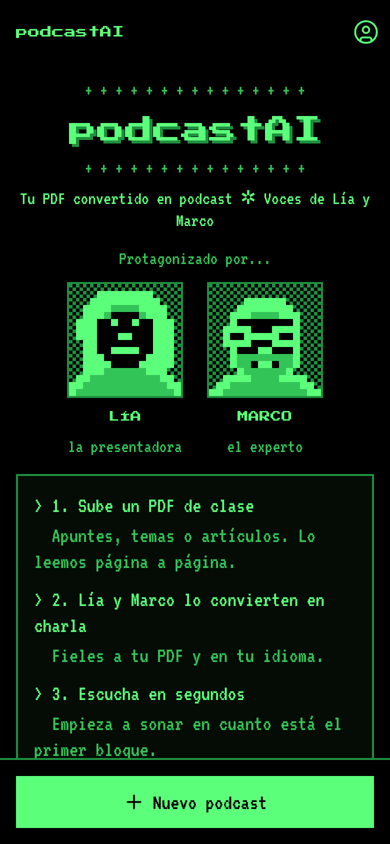 podcastAI
+ + + + + + + + + + + + + + +
podcastAI
+ + + + + + + + + + + + + + +
Tu PDF convertido en podcast ✲ Voces de Lía y
Marco
Protagonizado por...
LíA
MARCO
la presentadora
el experto
> 1. Sube un PDF de clase
Apuntes, temas o artículos. Lo
leemos página a página.
> 2. Lía y Marco lo convierten en
charla
Fieles a tu PDF y en tu idioma.
> 3. Escucha en segundos
Empieza a sonar en cuanto está el
primer bloque.
+ Nuevo podcast